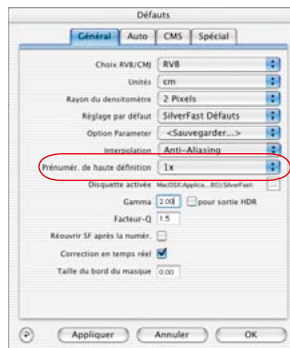 Défauts
Général Auto CMS Spécial
Choix RVB/CMJ RVB
Unités cm
Rayon du densitomètre 2 Pixels
Réglage par défaut SilverFast Défauts
Option Parameter <Sauvegarder...>
Interpolation Anti-Aliasing
Prénumér. de haute définition 1x
Disquette activée MacOSX:Applica...
Gamma 2.00 pour sortie HDR
Facteur-Q 1.5
Réouvrir SF après la numér.
Correction en temps réel
Taille du bord du masque 0.00
Appliquer Annuler OK